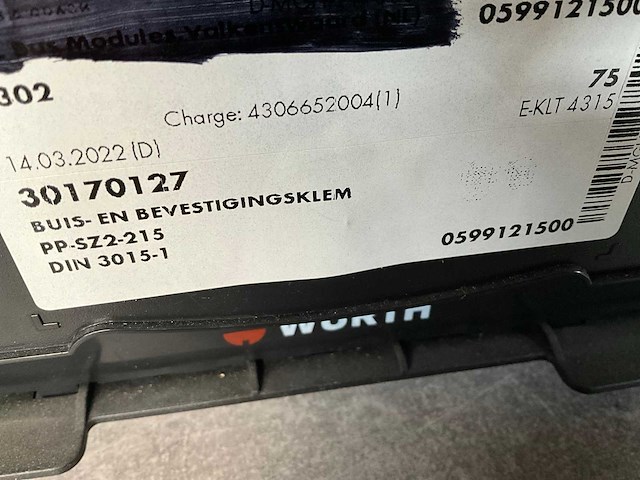 0599121500
302
75
Charge: 4306652004(1)
E-KLT 4315
14.03.2022 (D)
30170127
BUIS- EN BEVESTIGINGSKLEM
PP-SZ2-215
0599121500
DIN 3015-1
WÜRTH